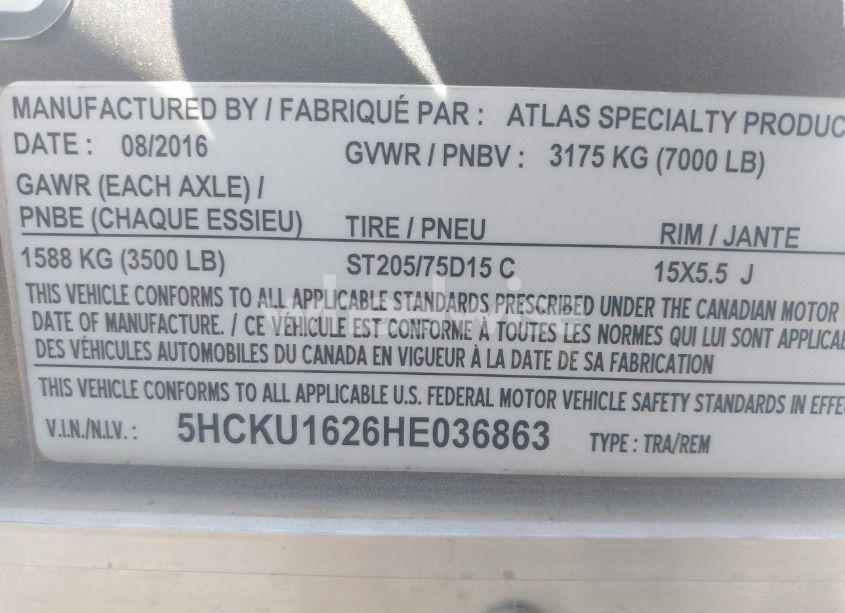 MANUFACTURED BY / FABRIQUÉ PAR : ATLAS SPECIALTY PRODUC
DATE : 08/2016 GVWR / PNBV : 3175 KG (7000 LB)
GAWR (EACH AXLE) /
PNBE (CHAQUE ESSIEU) TIRE / PNEU RIM / JANTE
1588 KG (3500 LB) ST205/75D15 C 15X5.5 J
THIS VEHICLE CONFORMS TO ALL APPLICABLE STANDARDS PRESCRIBED UNDER THE CANADIAN MOTOR
DATE OF MANUFACTURE. / CE VÉHICULE EST CONFORME A TOUTES LES NORMES QUI LUI SONT APPLICABL
DES VÉHICULES AUTOMOBILES DU CANADA EN VIGUEUR À LA DATE DE SA FABRICATION
THIS VEHICLE CONFORMS TO ALL APPLICABLE U.S. FEDERAL MOTOR VEHICLE SAFETY STANDARDS IN EFFE
V.I.N./N.I.V. : 5HCKU1626HE036863 TYPE : TRA/REM